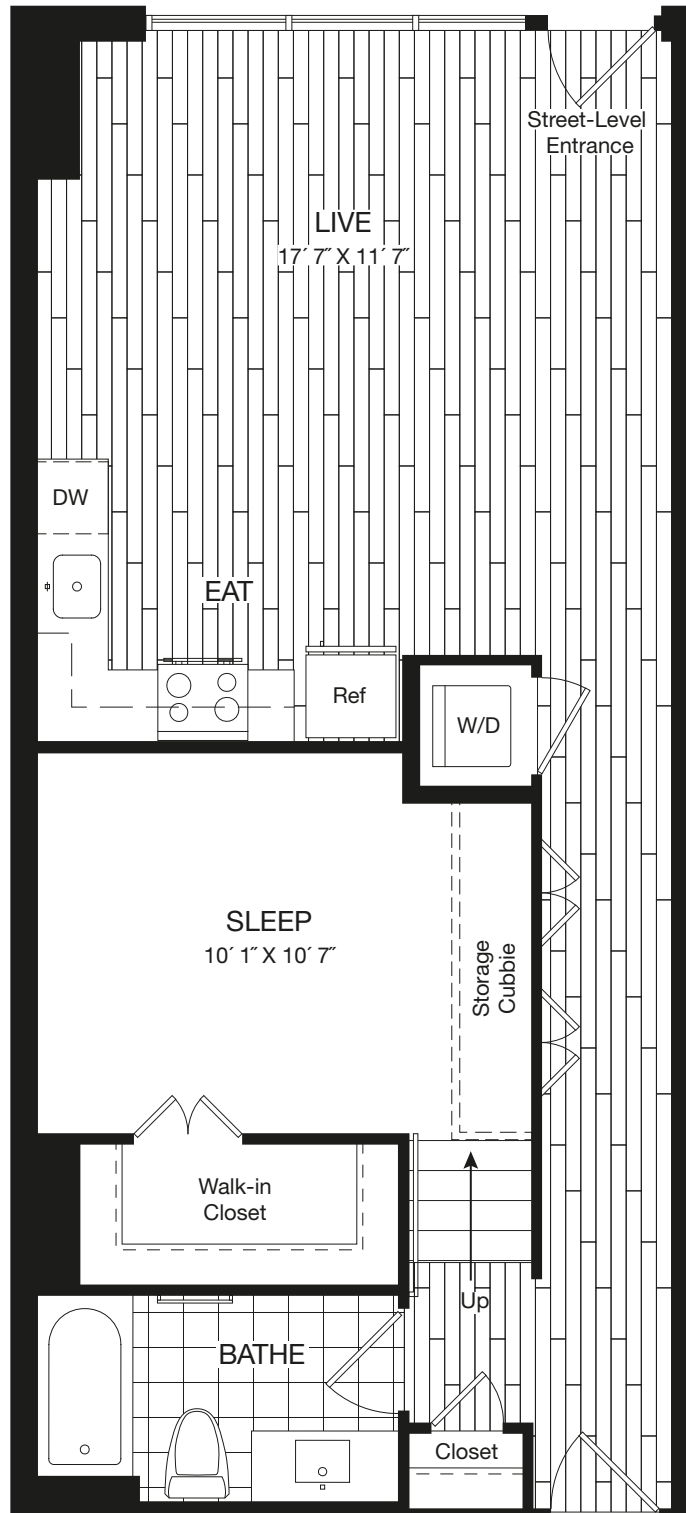 Street-Level
Entrance
LIVE
17′ 7″ X 11′ 7″
DW
EAT
Ref
W/D
SLEEP
10′ 1″ X 10′ 7″
Storage
Cubbie
Walk-in
Closet
Up
BATHE
Closet